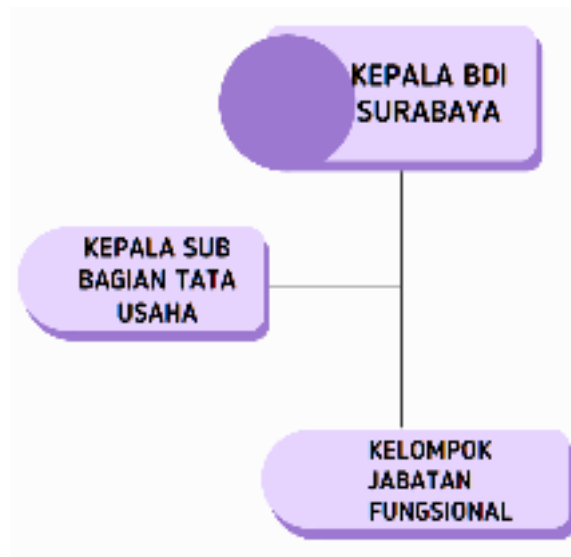 KEPALA BDI
SURABAYA
KEPALA SUB
BAGIAN TATA
USAHA
KELOMPOK
JABATAN
FUNGSIONAL